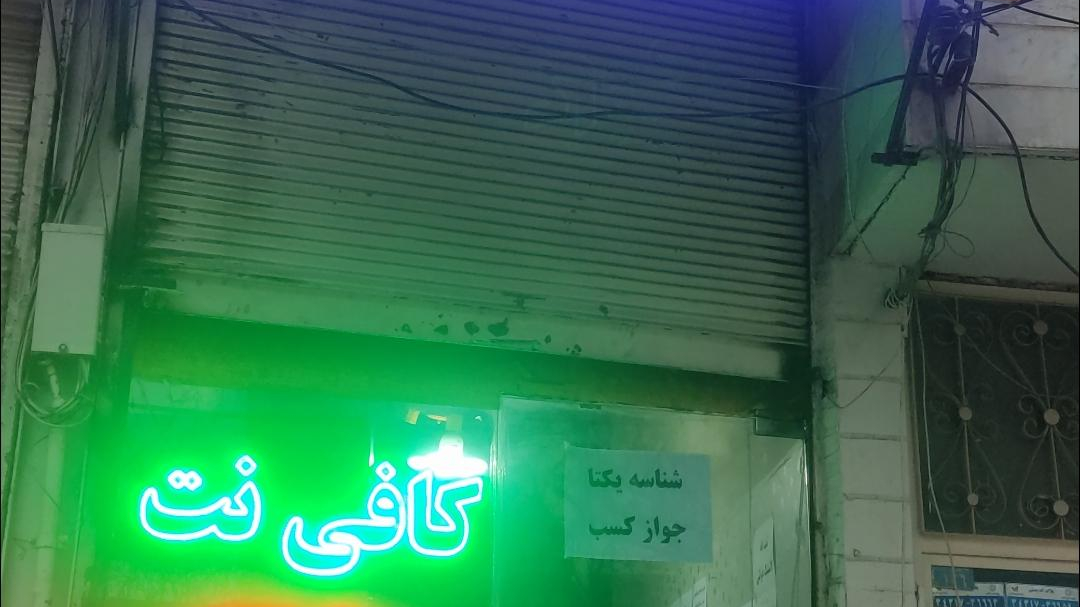 کافی نت
شناسه یکتا
جواز کسب